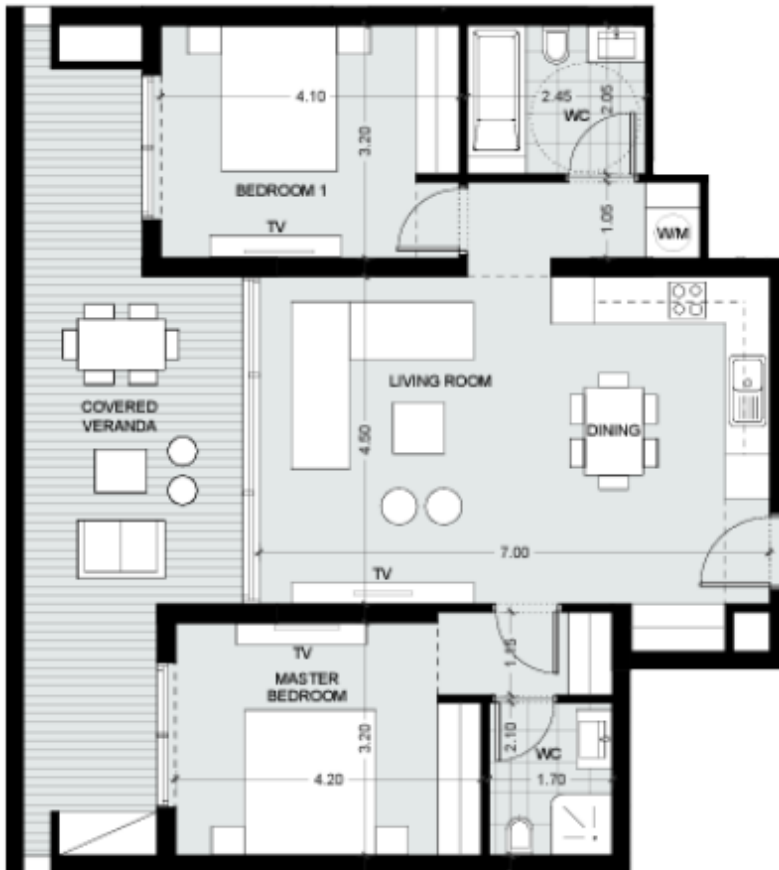 4.10
2.45
2.05
WC
3.20
BEDROOM 1
TV
1.05
W/M
LIVING ROOM
COVERED
VERANDA
DINING
4.50
7.00
TV
TV
1.15
MASTER
BEDROOM
3.20
2.10
WC
4.20
1.70